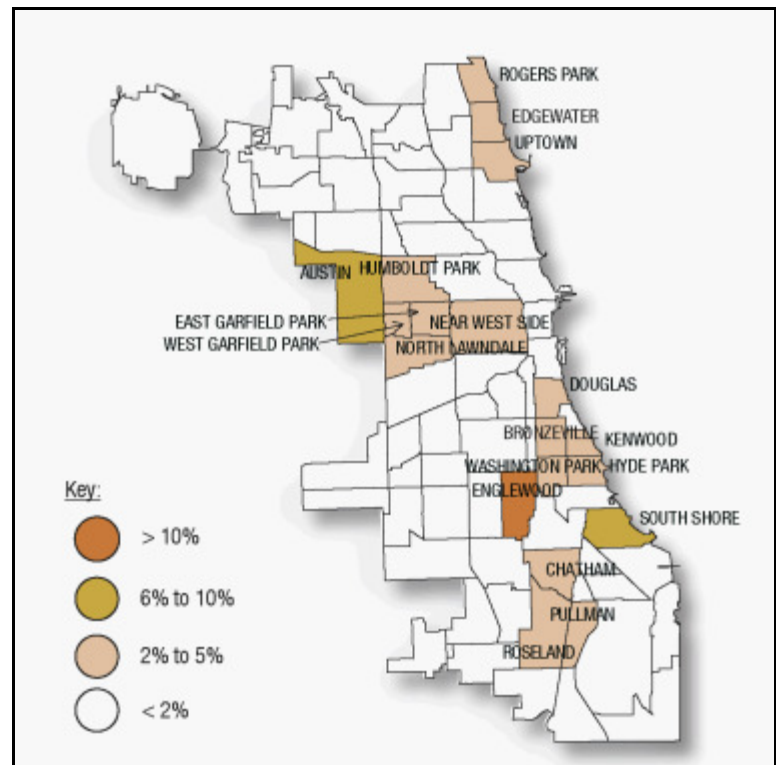 ROGERS PARK
EDGEWATER
UPTOWN
AUSTIN
HUMBOLDT PARK
EAST GARFIELD PARK
NEAR WEST SIDE
WEST GARFIELD PARK
NORTH LAWNDALE
DOUGLAS
BRONZEVILLE
KENWOOD
WASHINGTON PARK
HYDE PARK
ENGLEWOOD
SOUTH SHORE
CHATHAM
PULLMAN
ROSELAND
Key:
> 10%
6% to 10%
2% to 5%
< 2%